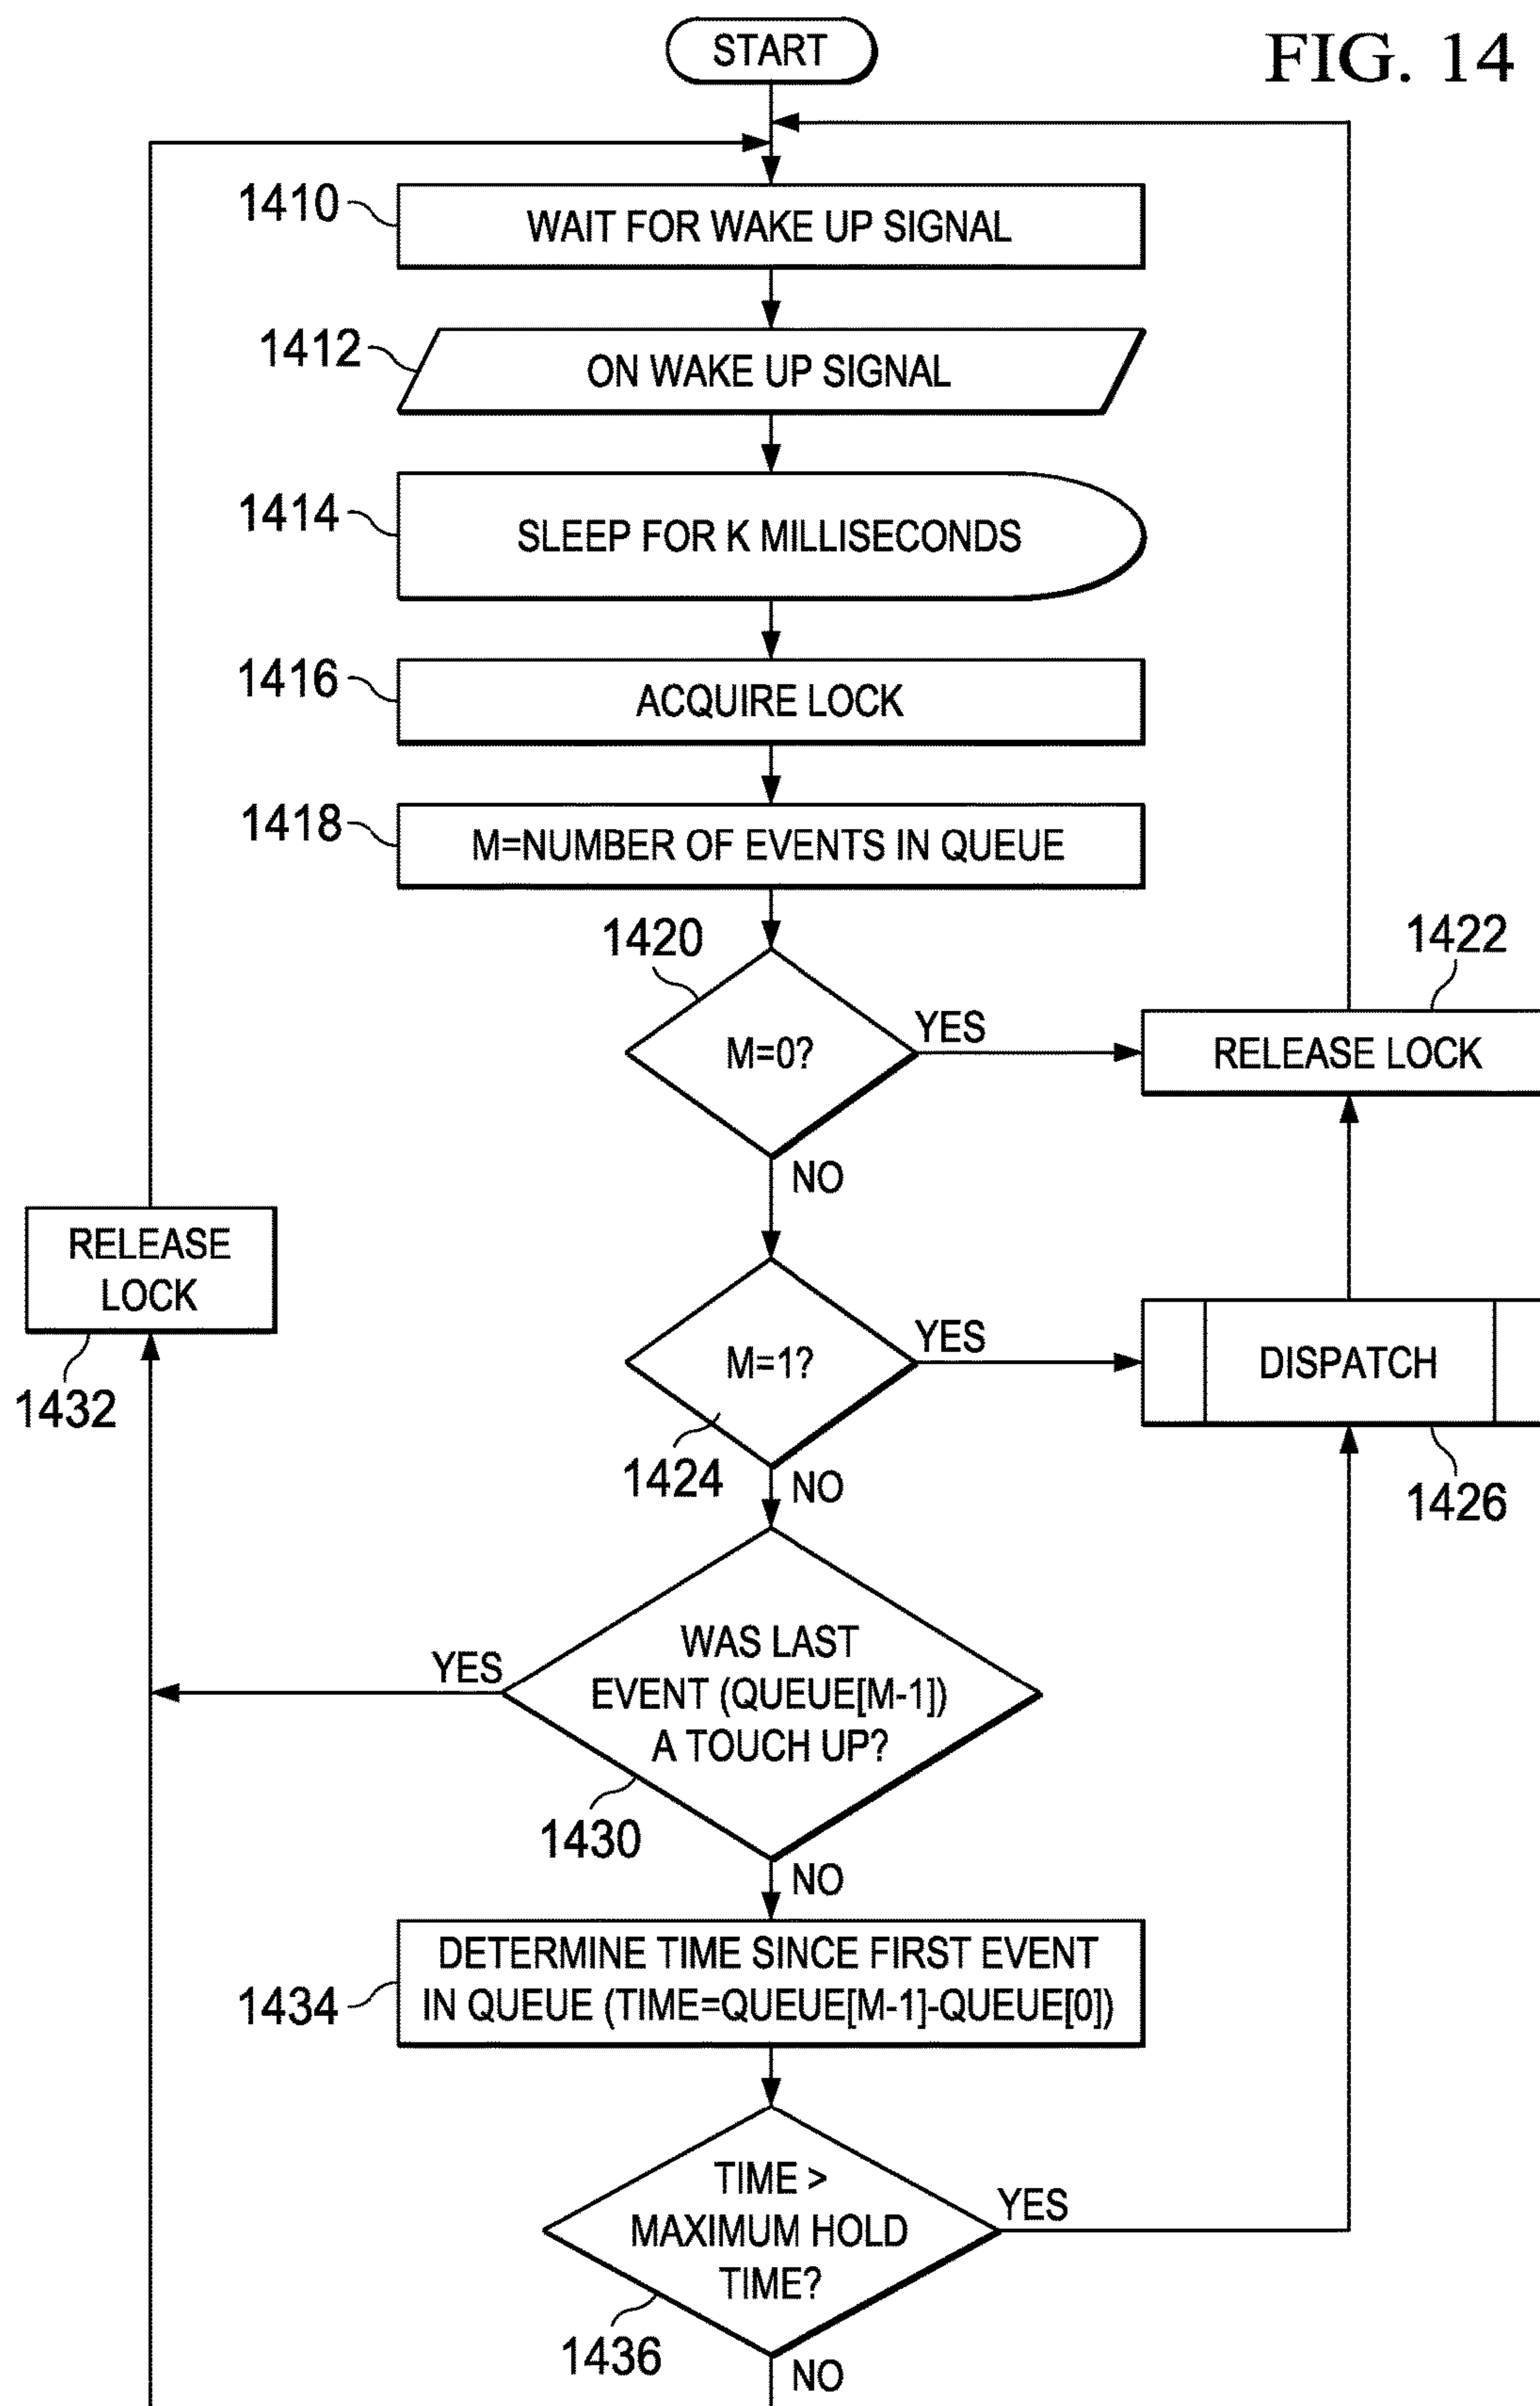 START
FIG. 14
1410
WAIT FOR WAKE UP SIGNAL
1412
ON WAKE UP SIGNAL
1414
SLEEP FOR K MILLISECONDS
1416
ACQUIRE LOCK
1418
M=NUMBER OF EVENTS IN QUEUE
1420
1422
M=0?
YES
RELEASE LOCK
NO
RELEASE
LOCK
1432
M=1?
YES
DISPATCH
1424
NO
1426
WAS LAST
EVENT (QUEUE[M-1])
A TOUCH UP?
YES
1430
NO
1434
DETERMINE TIME SINCE FIRST EVENT
IN QUEUE (TIME=QUEUE[M-1]-QUEUE[0])
TIME >
MAXIMUM HOLD
TIME?
YES
1436
NO